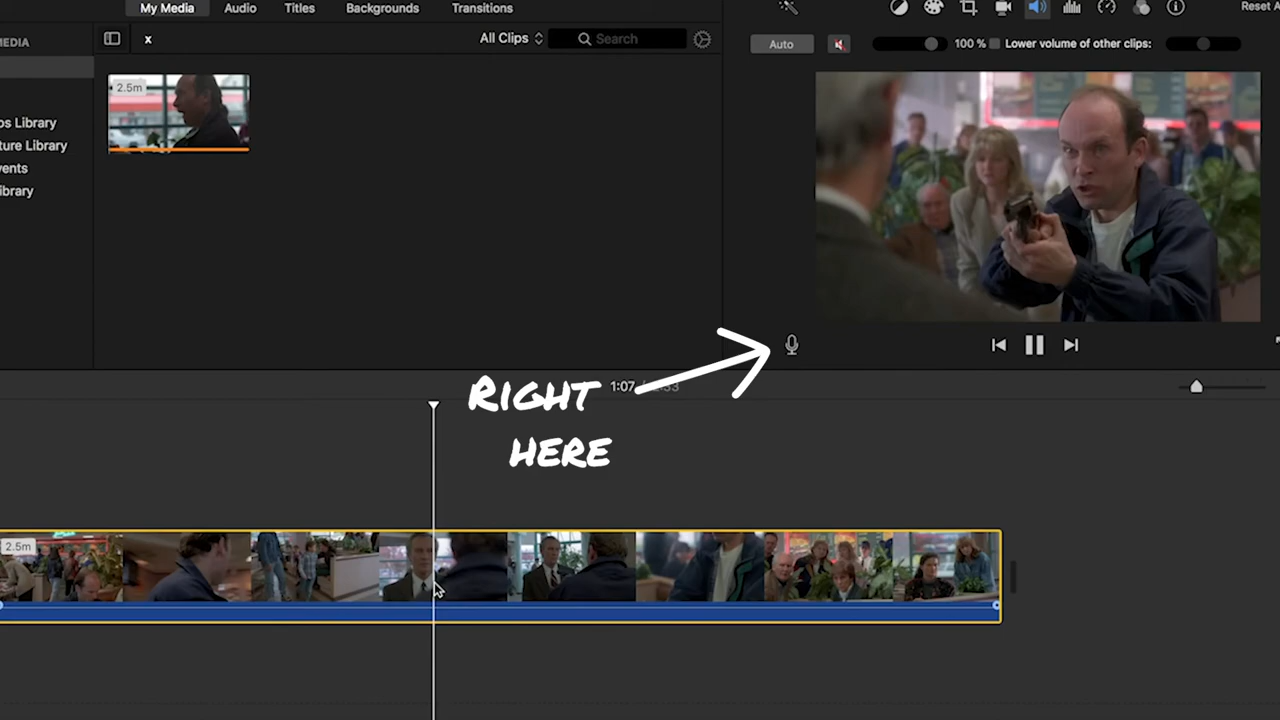 My Media Audio Titles Backgrounds Transitions
Reset A
MEDIA
x
All Clips
Search
Auto
100 %
Lower volume of other clips:
2.5m
os Library
ture Library
vents
ibrary
1:07
RIGHT
HERE
2.5m